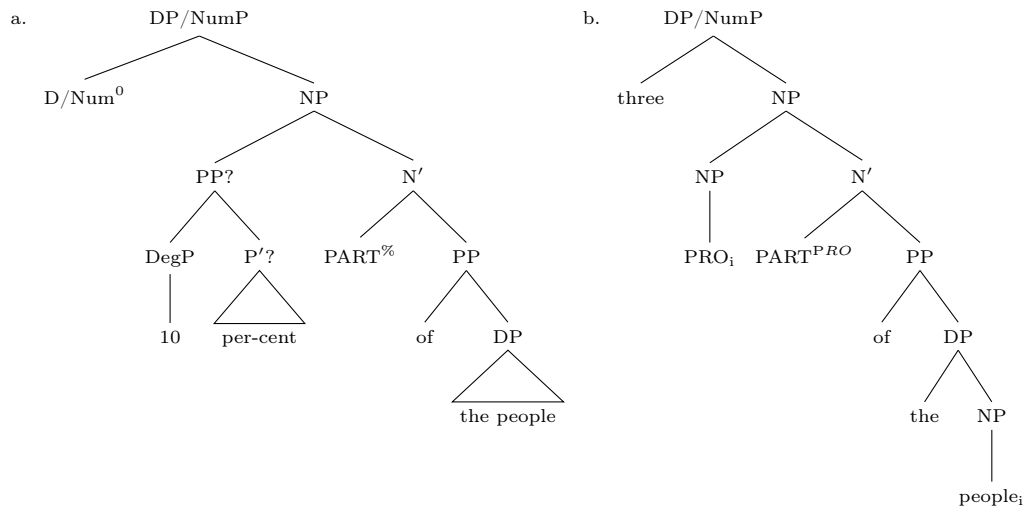 a. DP/NumP b. DP/NumP
D/Num⁰ NP three NP
PP? N′ NP N′
DegP P′? PART% PP PROᵢ PARTᴾᴿᴼ PP
10 per-cent of DP of DP
the people the NP
peopleᵢ